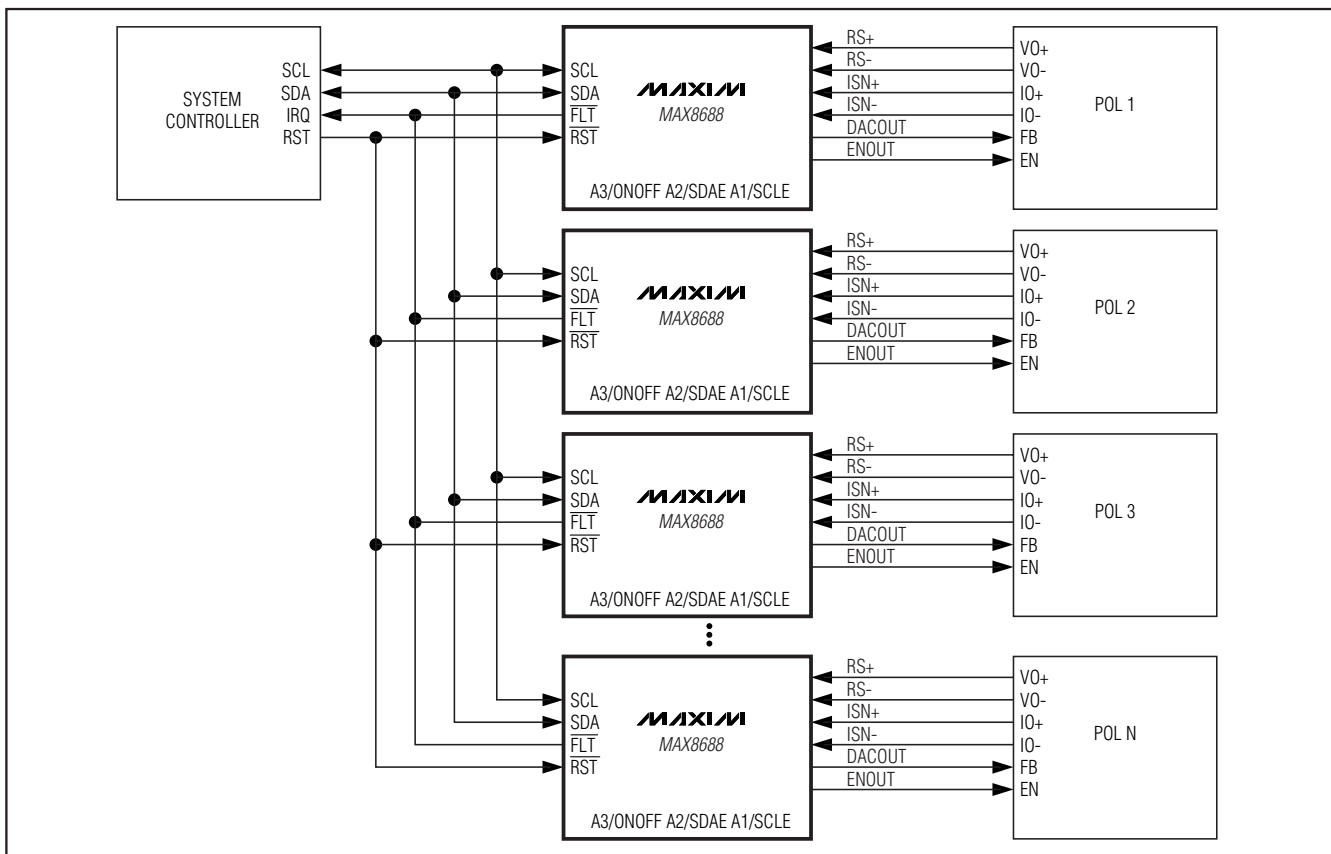 SYSTEM
CONTROLLER
SCL
SDA
IRQ
RST
SCL
SDA
FLT
RST
MAXIM
MAX8688
A3/ONOFF A2/SDAE A1/SCLE
RS+
RS-
ISN+
ISN-
DACOUT
ENOUT
VO+
VO-
IO+
IO-
FB
EN
POL 1
SCL
SDA
FLT
RST
MAXIM
MAX8688
A3/ONOFF A2/SDAE A1/SCLE
RS+
RS-
ISN+
ISN-
DACOUT
ENOUT
VO+
VO-
IO+
IO-
FB
EN
POL 2
SCL
SDA
FLT
RST
MAXIM
MAX8688
A3/ONOFF A2/SDAE A1/SCLE
RS+
RS-
ISN+
ISN-
DACOUT
ENOUT
VO+
VO-
IO+
IO-
FB
EN
POL 3
SCL
SDA
FLT
RST
MAXIM
MAX8688
A3/ONOFF A2/SDAE A1/SCLE
RS+
RS-
ISN+
ISN-
DACOUT
ENOUT
VO+
VO-
IO+
IO-
FB
EN
POL N